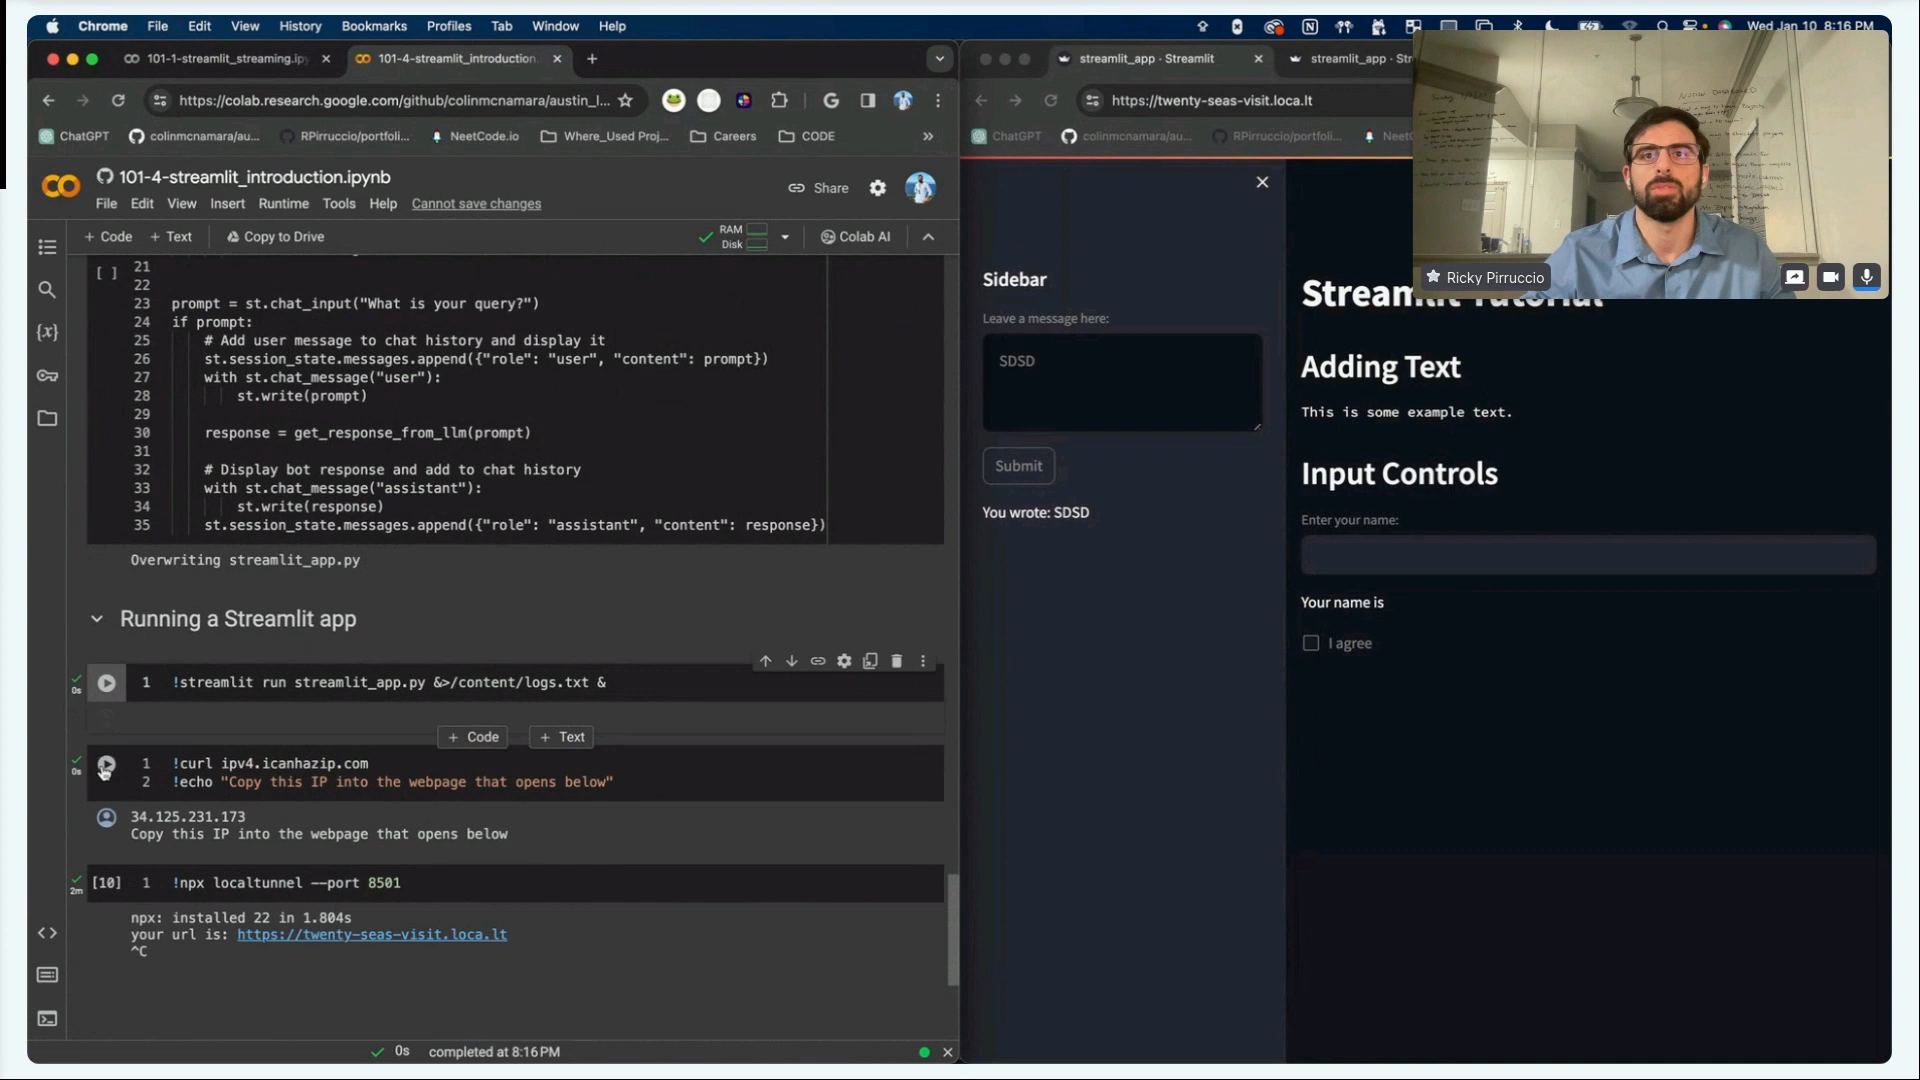 Chrome File Edit View History Bookmarks Profiles Tab Window Help
Wed Jan 10 8:16 PM
101-1-streamlit_streaming.ipy
101-4-streamlit_introduction.
https://colab.research.google.com/github/colinmcnamara/austin_l...
ChatGPT colinmcnamara/au... RPirruccio/portfoli... NeetCode.io Where_Used Proj... Careers CODE
101-4-streamlit_introduction.ipynb
Share
File Edit View Insert Runtime Tools Help Cannot save changes
+ Code + Text Copy to Drive
RAM
Disk
Colab AI
[ ] 21
22
23 prompt = st.chat_input("What is your query?")
24 if prompt:
25 # Add user message to chat history and display it
26 st.session_state.messages.append({"role": "user", "content": prompt})
27 with st.chat_message("user"):
28 st.write(prompt)
29
30 response = get_response_from_llm(prompt)
31
32 # Display bot response and add to chat history
33 with st.chat_message("assistant"):
34 st.write(response)
35 st.session_state.messages.append({"role": "assistant", "content": response})
Overwriting streamlit_app.py
Running a Streamlit app
0s
1 !streamlit run streamlit_app.py &>/content/logs.txt &
+ Code + Text
0s
1 !curl ipv4.icanhazip.com
2 !echo "Copy this IP into the webpage that opens below"
34.125.231.173
Copy this IP into the webpage that opens below
2m
[10] 1 !npx localtunnel --port 8501
npx: installed 22 in 1.804s
your url is: https://twenty-seas-visit.loca.lt
^C
0s completed at 8:16 PM
streamlit_app · Streamlit
streamlit_app · Str
https://twenty-seas-visit.loca.lt
ChatGPT colinmcnamara/au... RPirruccio/portfoli... NeetC
Sidebar
Leave a message here:
SDSD
Submit
You wrote: SDSD
Ricky Pirruccio
Streamlit Tutorial
Adding Text
This is some example text.
Input Controls
Enter your name:
Your name is
I agree